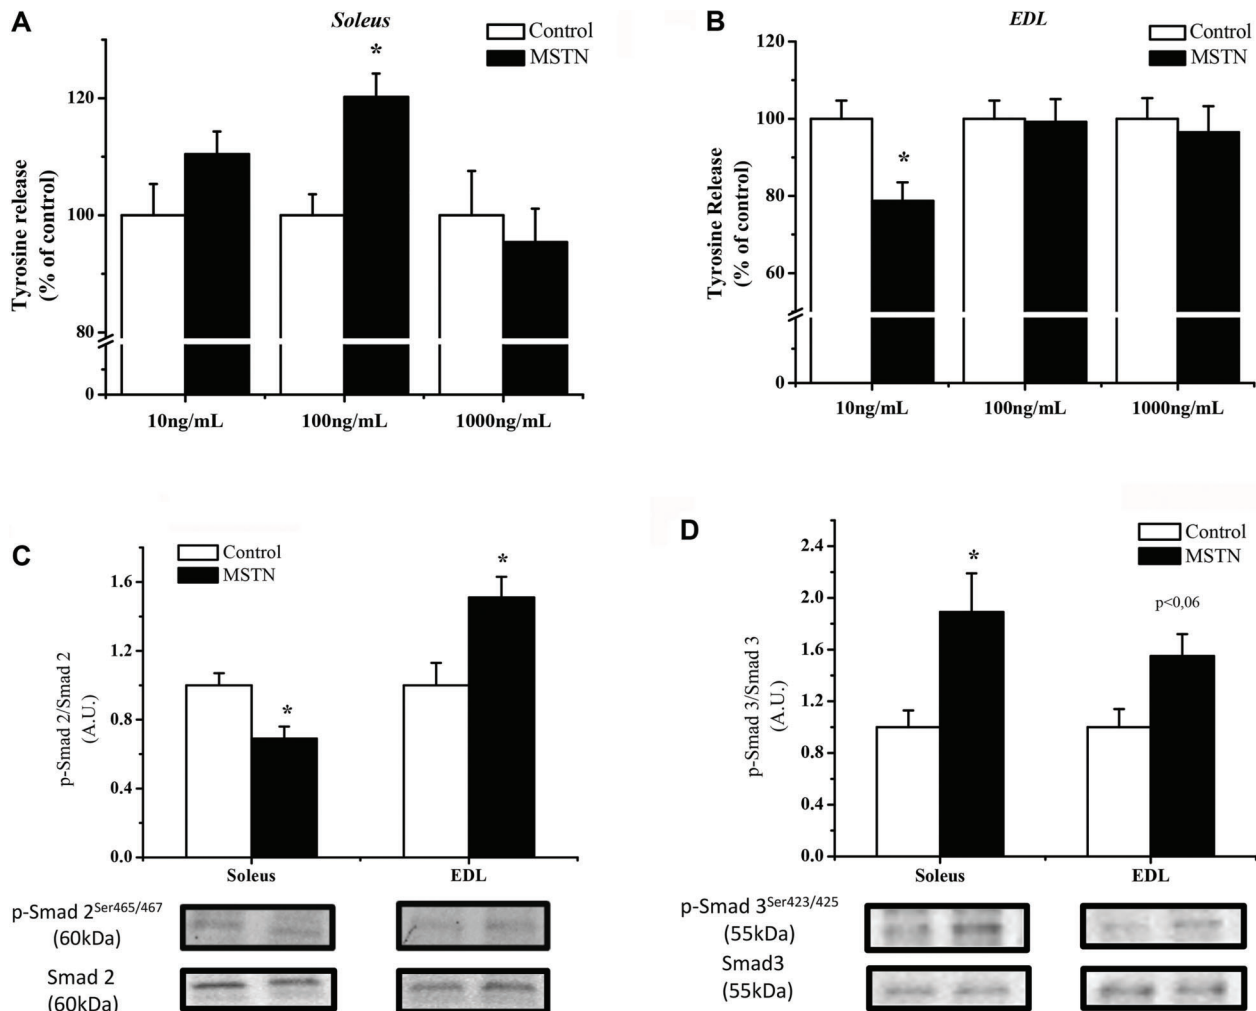 A
Soleus
Control
MSTN
*
120
100
80
0
Tyrosine release
(% of control)
10ng/mL
100ng/mL
1000ng/mL
B
EDL
Control
MSTN
120
100
80
60
0
*
Tyrosine Release
(% of control)
10ng/mL
100ng/mL
1000ng/mL
C
Control
MSTN
*
*
1.6
1.2
0.8
0.4
0.0
p-Smad 2/Smad 2
(A.U.)
Soleus
EDL
p-Smad 2Ser465/467
(60kDa)
Smad 2
(60kDa)
D
Control
MSTN
*
p<0,06
2.4
2.0
1.6
1.2
0.8
0.4
0.0
p-Smad 3/Smad 3
(A.U.)
Soleus
EDL
p-Smad 3Ser423/425
(55kDa)
Smad3
(55kDa)